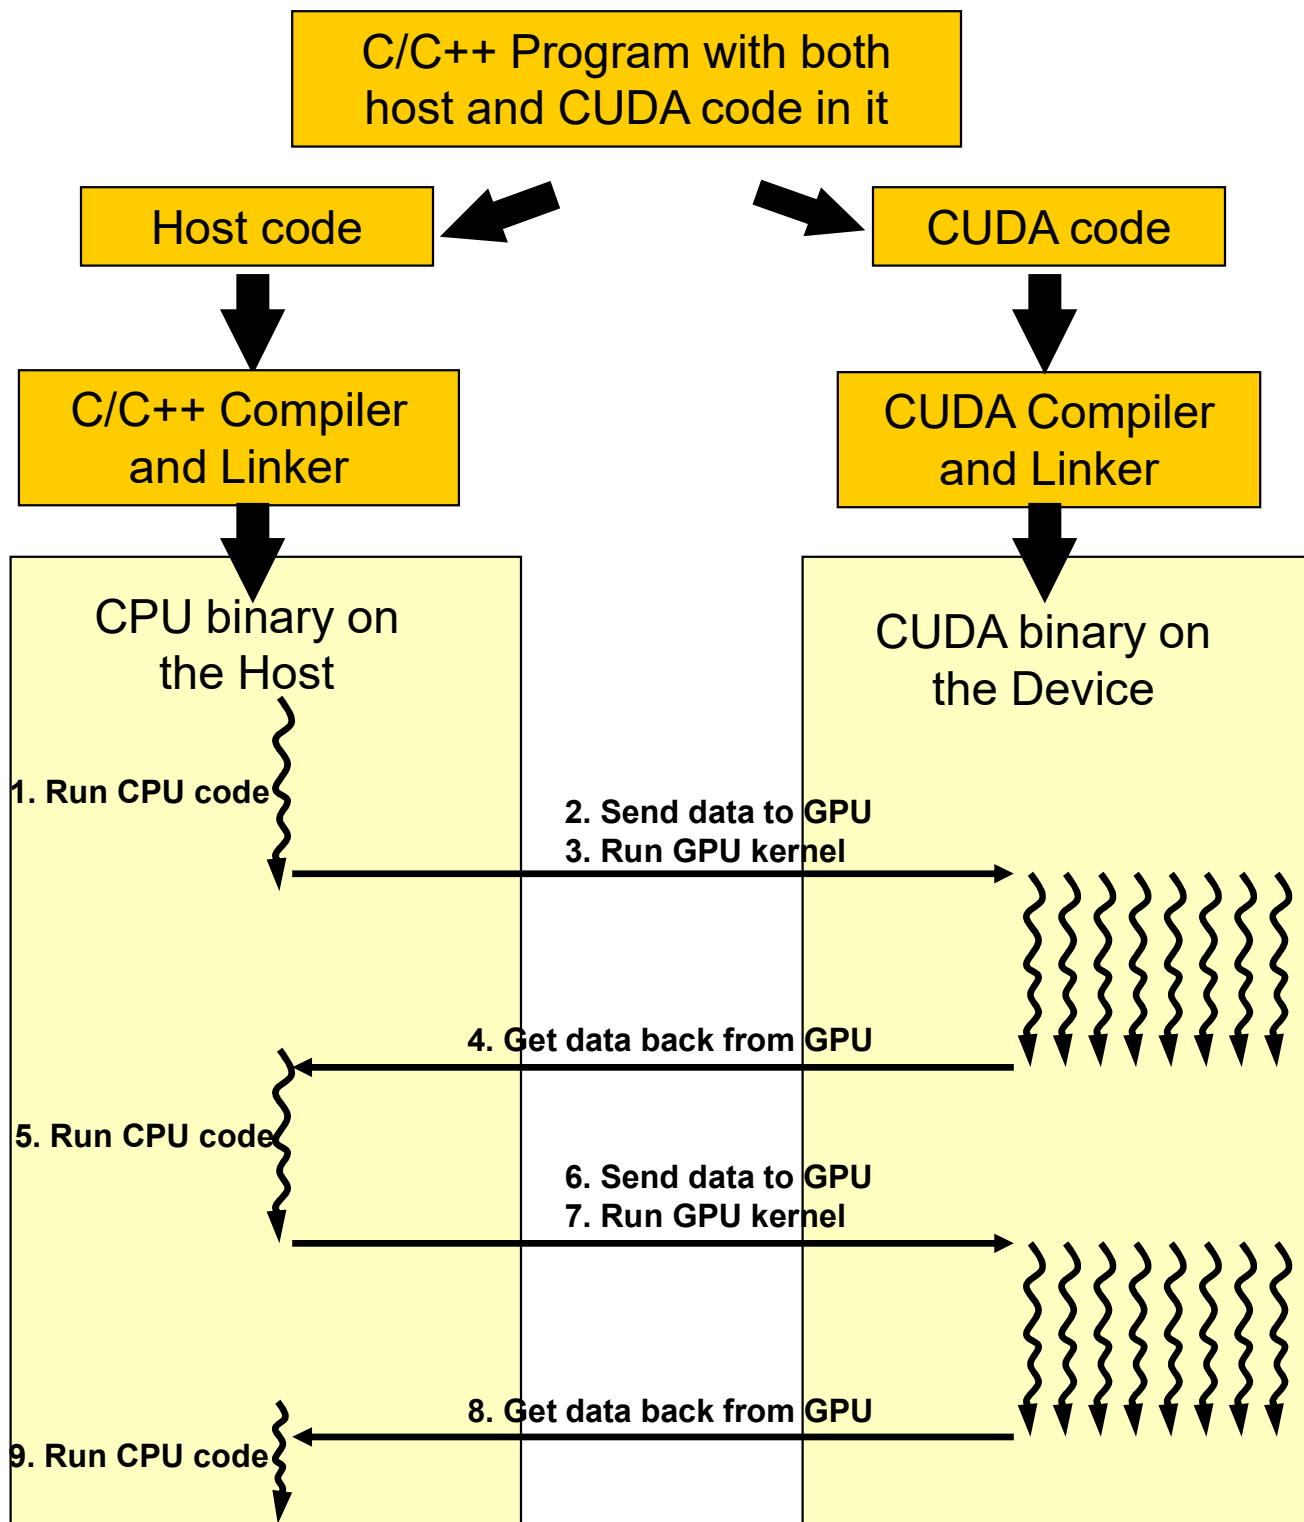 C/C++ Program with both
host and CUDA code in it
Host code
CUDA code
C/C++ Compiler
and Linker
CUDA Compiler
and Linker
CPU binary on
the Host
CUDA binary on
the Device
1. Run CPU code
2. Send data to GPU
3. Run GPU kernel
4. Get data back from GPU
5. Run CPU code
6. Send data to GPU
7. Run GPU kernel
8. Get data back from GPU
9. Run CPU code